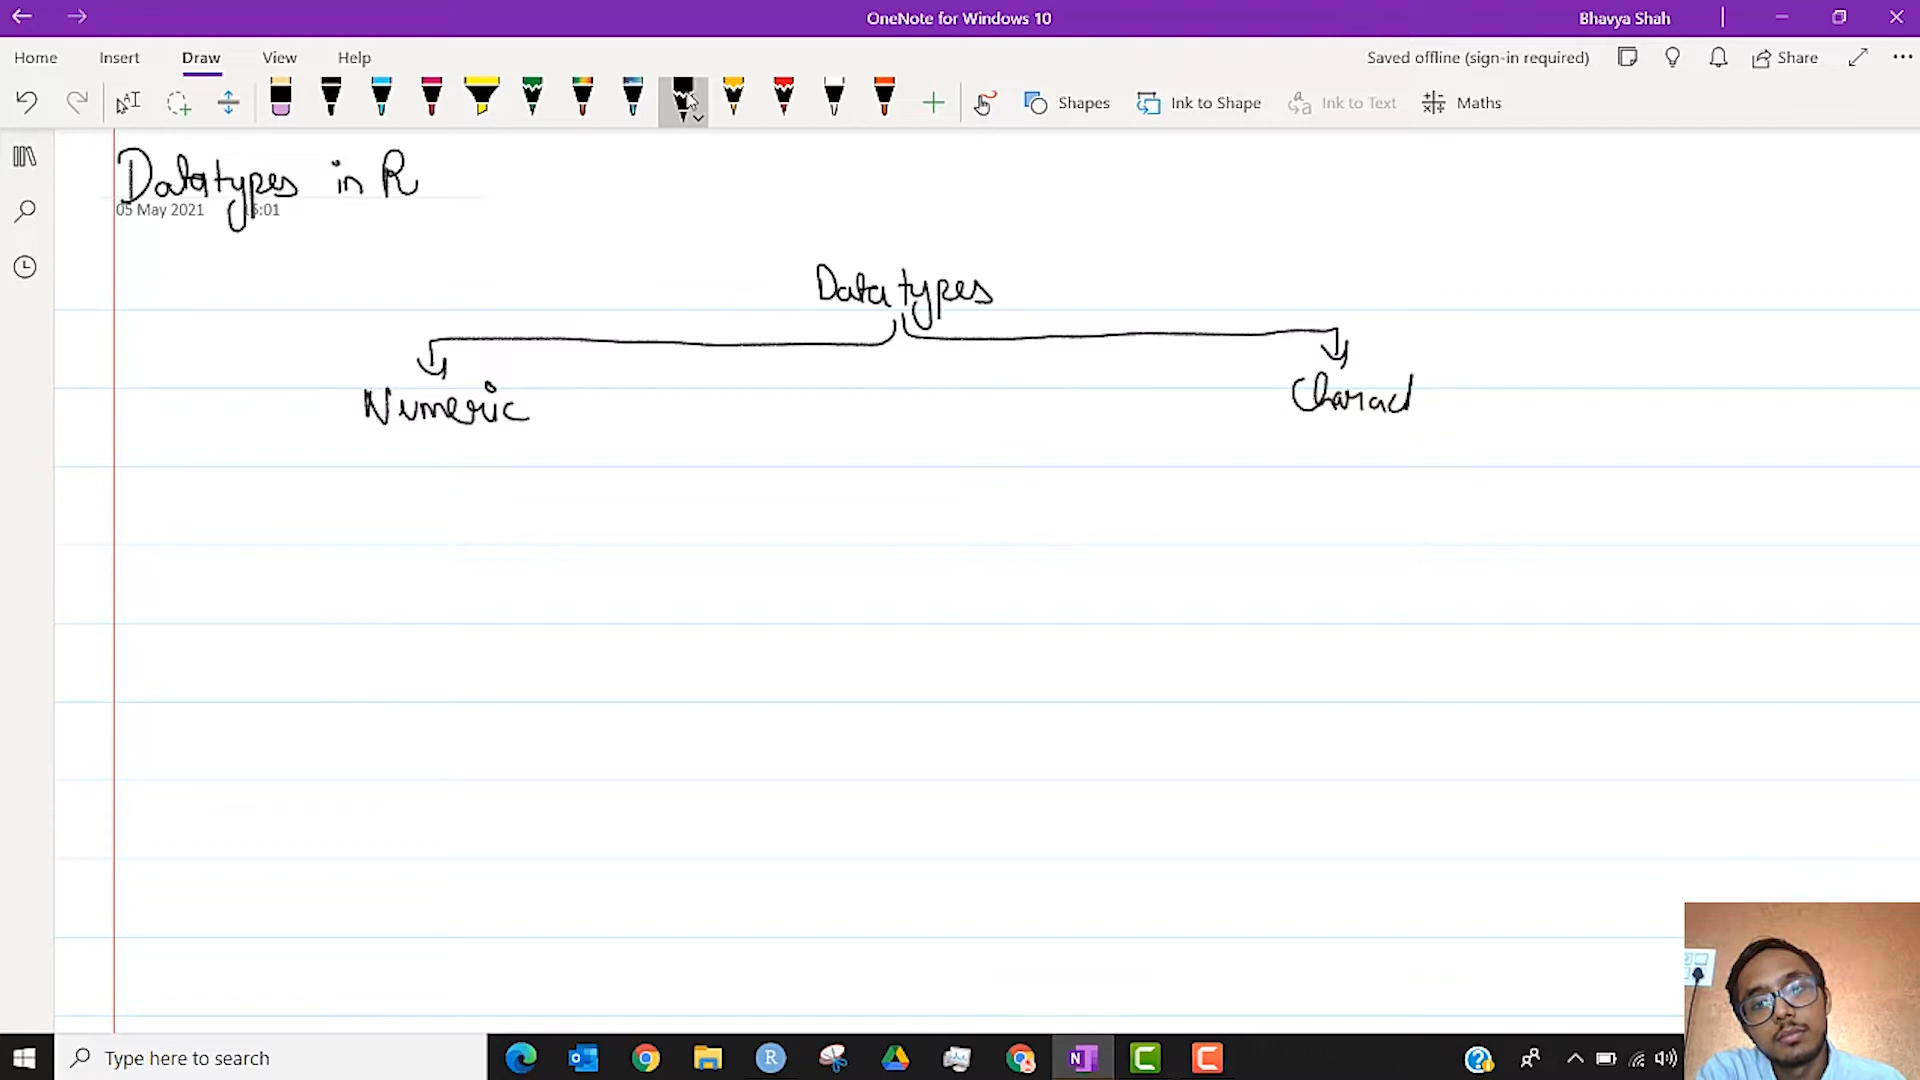 OneNote for Windows 10
Bhavya Shah
Home Insert Draw View Help
Saved offline (sign-in required)
Share
Shapes
Ink to Shape
Ink to Text
Maths
Datatypes in R
05 May 2021
Datatypes
Numeric
Charact
Type here to search